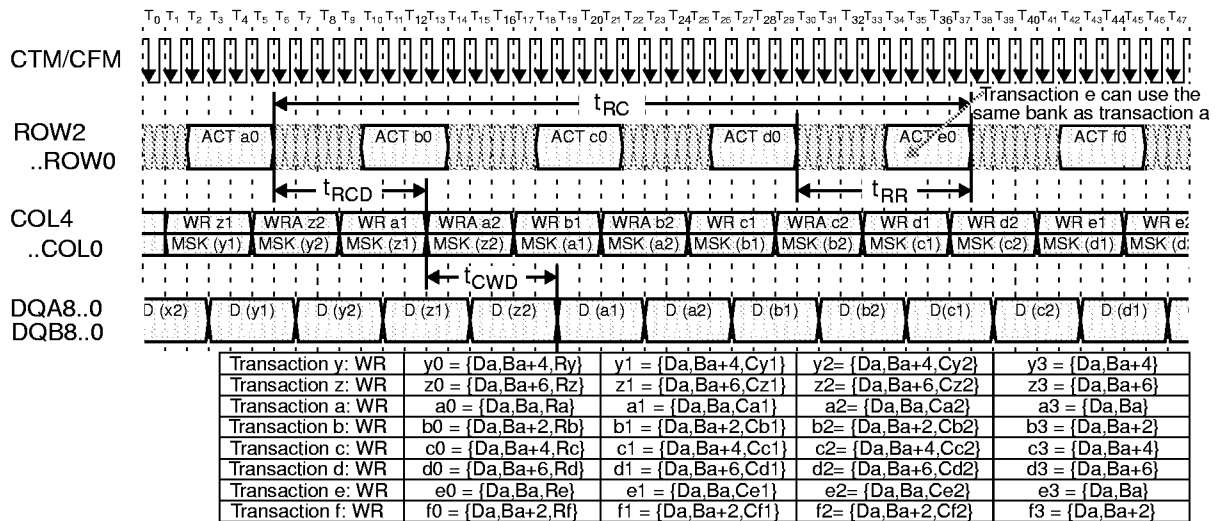 T0 T1 T2 T3 T4 T5 T6 T7 T8 T9 T10 T11 T12 T13 T14 T15 T16 T17 T18 T19 T20 T21 T22 T23 T24 T25 T26 T27 T28 T29 T30 T31 T32 T33 T34 T35 T36 T37 T38 T39 T40 T41 T42 T43 T44 T45 T46 T47
CTM/CFM
tRC
Transaction e can use the
same bank as transaction a
ROW2
..ROW0
ACT a0 ACT b0 ACT c0 ACT d0 ACT e0 ACT f0
tRCD tRR
COL4
..COL0
WR z1 WRA z2 WR a1 WRA a2 WR b1 WRA b2 WR c1 WRA c2 WR d1 WR d2 WR e1 WR e2
MSK (y1) MSK (y2) MSK (z1) MSK (z2) MSK (a1) MSK (a2) MSK (b1) MSK (b2) MSK (c1) MSK (c2) MSK (d1) MSK (d2
tCWD
DQA8..0
DQB8..0
D (x2) D (y1) D (y2) D (z1) D (z2) D (a1) D (a2) D (b1) D (b2) D(c1) D (c2) D (d1)
Transaction y: WR y0 = {Da,Ba+4,Ry} y1 = {Da,Ba+4,Cy1} y2= {Da,Ba+4,Cy2} y3 = {Da,Ba+4}
Transaction z: WR z0 = {Da,Ba+6,Rz} z1 = {Da,Ba+6,Cz1} z2= {Da,Ba+6,Cz2} z3 = {Da,Ba+6}
Transaction a: WR a0 = {Da,Ba,Ra} a1 = {Da,Ba,Ca1} a2= {Da,Ba,Ca2} a3 = {Da,Ba}
Transaction b: WR b0 = {Da,Ba+2,Rb} b1 = {Da,Ba+2,Cb1} b2= {Da,Ba+2,Cb2} b3 = {Da,Ba+2}
Transaction c: WR c0 = {Da,Ba+4,Rc} c1 = {Da,Ba+4,Cc1} c2= {Da,Ba+4,Cc2} c3 = {Da,Ba+4}
Transaction d: WR d0 = {Da,Ba+6,Rd} d1 = {Da,Ba+6,Cd1} d2= {Da,Ba+6,Cd2} d3 = {Da,Ba+6}
Transaction e: WR e0 = {Da,Ba,Re} e1 = {Da,Ba,Ce1} e2= {Da,Ba,Ce2} e3 = {Da,Ba}
Transaction f: WR f0 = {Da,Ba+2,Rf} f1 = {Da,Ba+2,Cf1} f2= {Da,Ba+2,Cf2} f3 = {Da,Ba+2}